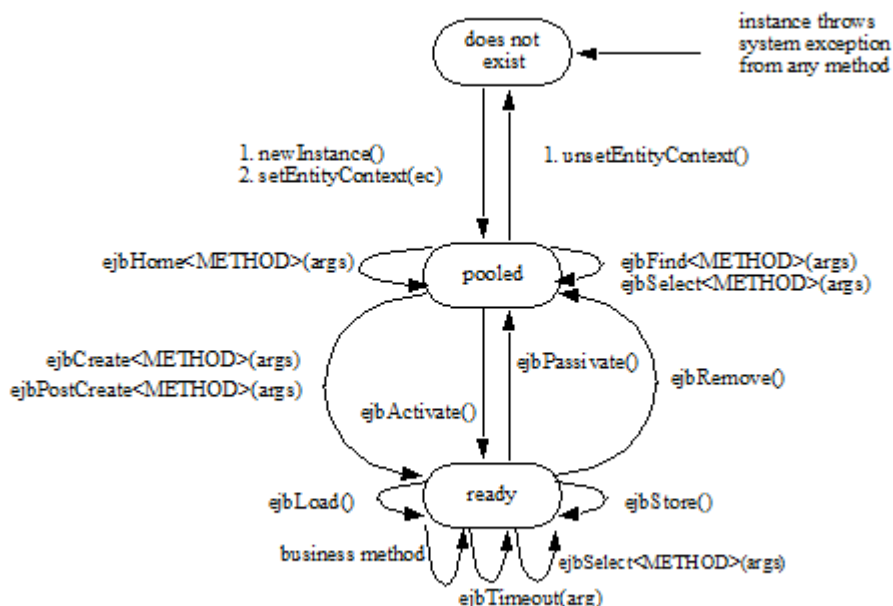 does not
exist
instance throws
system exception
from any method
1. newInstance()
2. setEntityContext(ec)
1. unsetEntityContext()
ejbHome<METHOD>(args)
pooled
ejbFind<METHOD>(args)
ejbSelect<METHOD>(args)
ejbCreate<METHOD>(args)
ejbPostCreate<METHOD>(args)
ejbPassivate()
ejbRemove()
ejbActivate()
ejbLoad()
ready
ejbStore()
business method
ejbSelect<METHOD>(args)
ejbTimeout(arg)